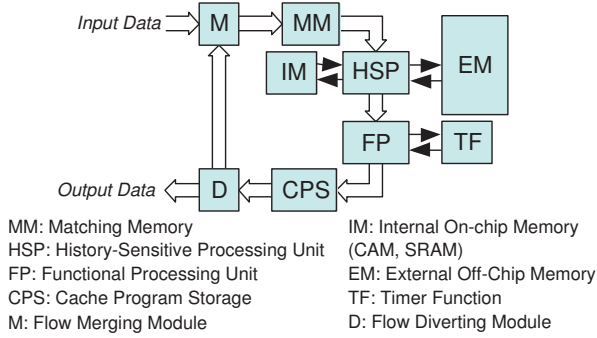 Input Data
M
MM
IM
HSP
EM
FP
TF
Output Data
D
CPS
MM: Matching Memory
HSP: History-Sensitive Processing Unit
FP: Functional Processing Unit
CPS: Cache Program Storage
M: Flow Merging Module
IM: Internal On-chip Memory
(CAM, SRAM)
EM: External Off-Chip Memory
TF: Timer Function
D: Flow Diverting Module